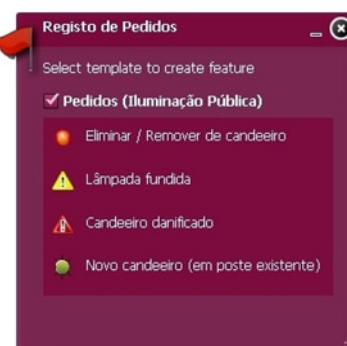 Registo de Pedidos
Select template to create feature
Pedidos (Iluminação Pública)
Eliminar / Remover de candeeiro
Lâmpada fundida
Candeeiro danificado
Novo candeeiro (em poste existente)